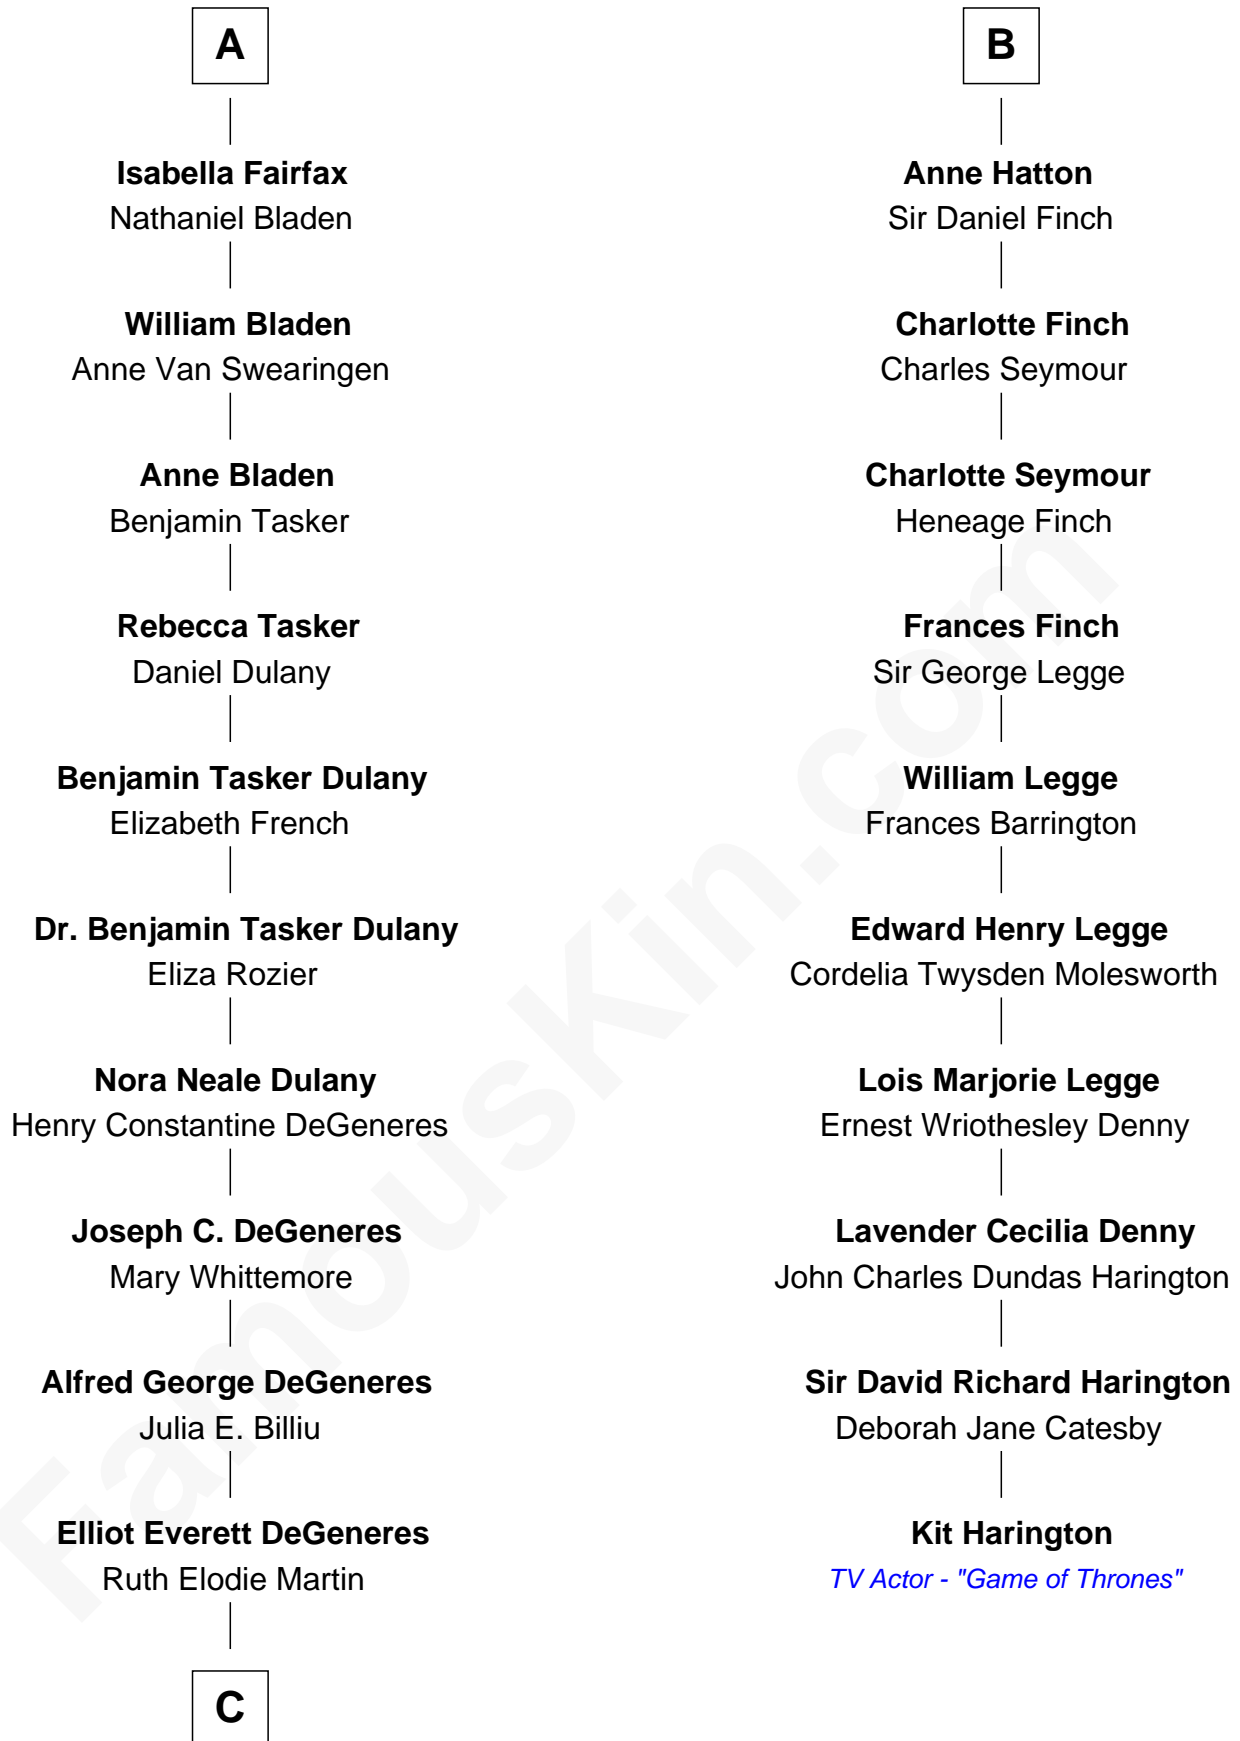 A
Isabella Fairfax
Nathaniel Bladen
William Bladen
Anne Van Swearingen
Anne Bladen
Benjamin Tasker
Rebecca Tasker
Daniel Dulany
Benjamin Tasker Dulany
Elizabeth French
Dr. Benjamin Tasker Dulany
Eliza Rozier
Nora Neale Dulany
Henry Constantine DeGeneres
Joseph C. DeGeneres
Mary Whittemore
Alfred George DeGeneres
Julia E. Billiu
Elliot Everett DeGeneres
Ruth Elodie Martin
C
B
Anne Hatton
Sir Daniel Finch
Charlotte Finch
Charles Seymour
Charlotte Seymour
Heneage Finch
Frances Finch
Sir George Legge
William Legge
Frances Barrington
Edward Henry Legge
Cordelia Twysden Molesworth
Lois Marjorie Legge
Ernest Wriothesley Denny
Lavender Cecilia Denny
John Charles Dundas Harington
Sir David Richard Harington
Deborah Jane Catesby
Kit Harington
TV Actor - "Game of Thrones"
FamousKin.com